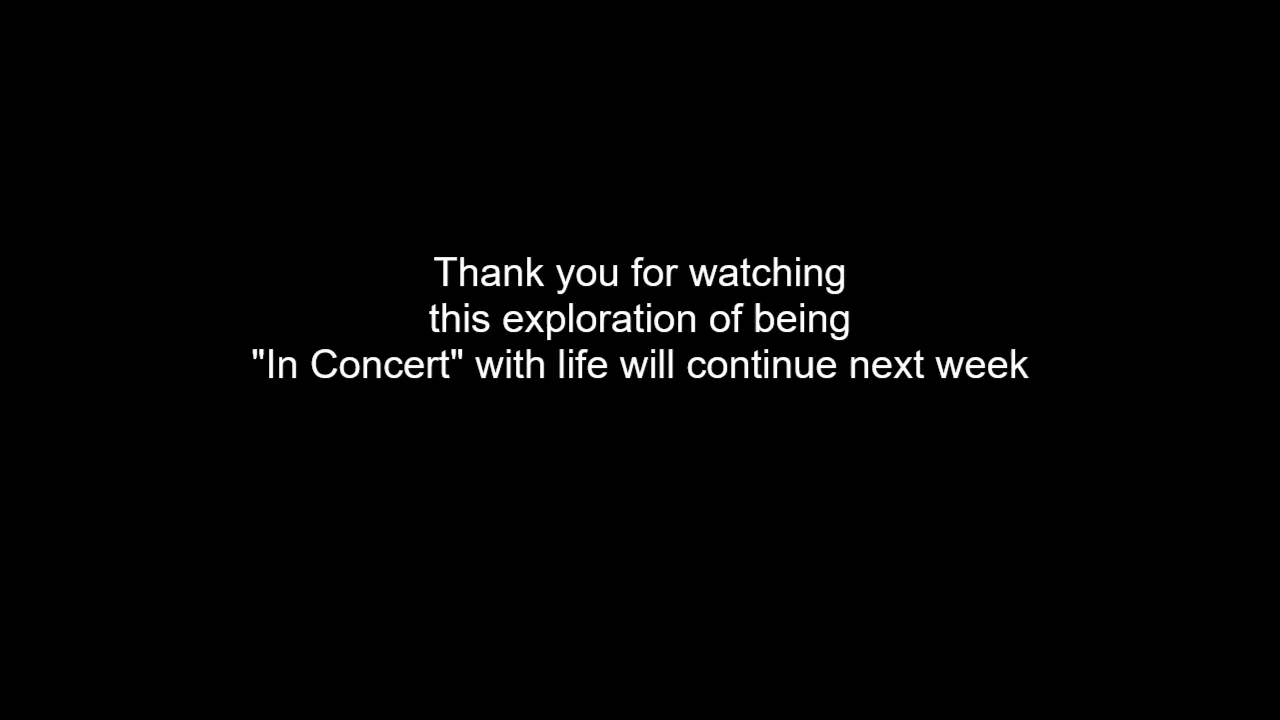 Thank you for watching
this exploration of being
"In Concert" with life will continue next week